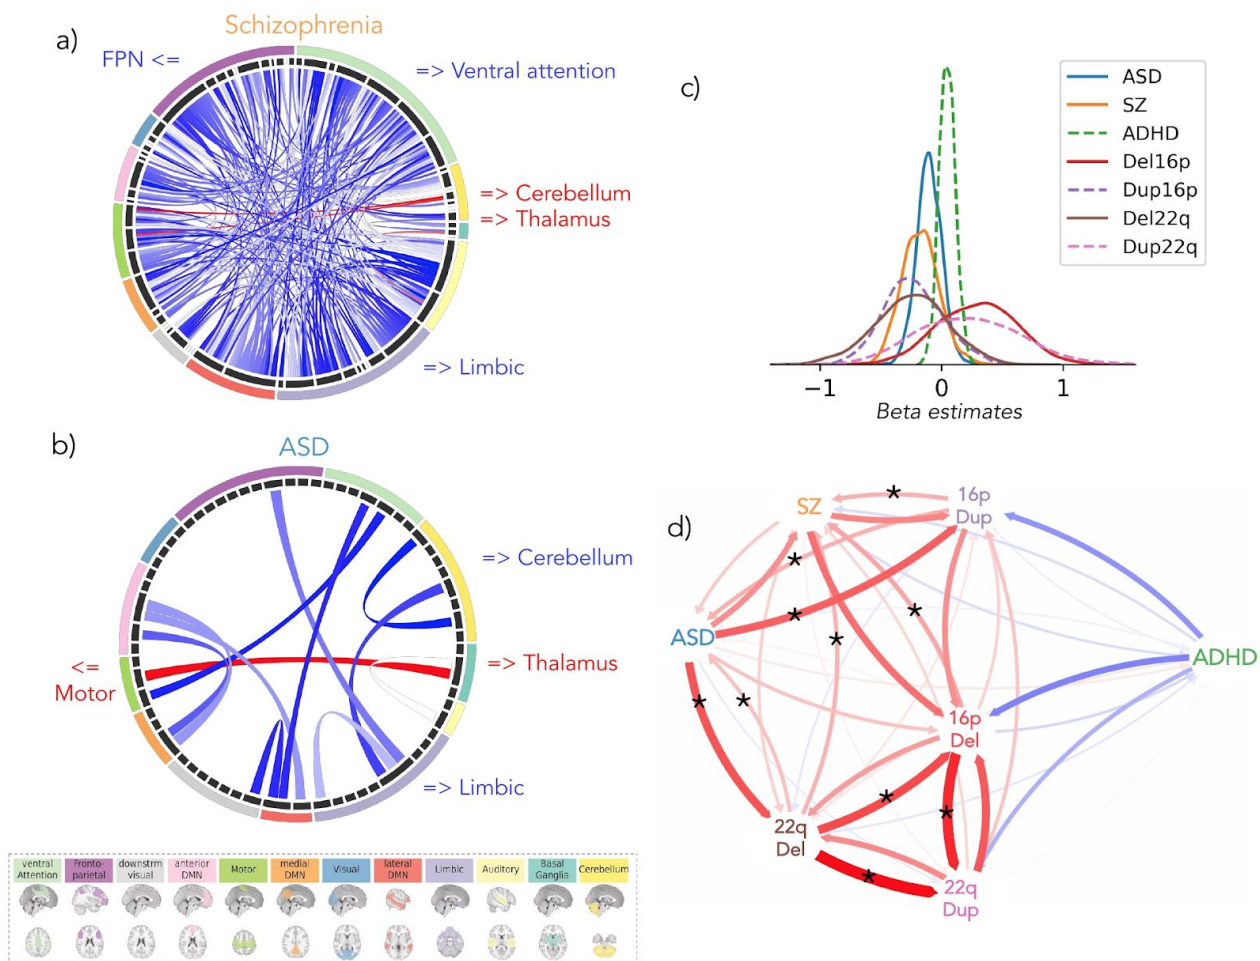 a)
Schizophrenia
FPN <=
=> Ventral attention
=> Cerebellum
=> Thalamus
=> Limbic
b)
ASD
=> Cerebellum
<=
Motor
=> Thalamus
=> Limbic
ventral
Attention
Fronto-
parietal
downstrm
visual
anterior
DMN
Motor
medial
DMN
Visual
lateral
DMN
Limbic
Auditory
Basal
Ganglia
Cerebellum
c)
ASD
SZ
ADHD
Del16p
Dup16p
Del22q
Dup22q
−1 0 1
Beta estimates
d)
SZ
16p
Dup
ASD
ADHD
16p
Del
22q
Del
22q
Dup